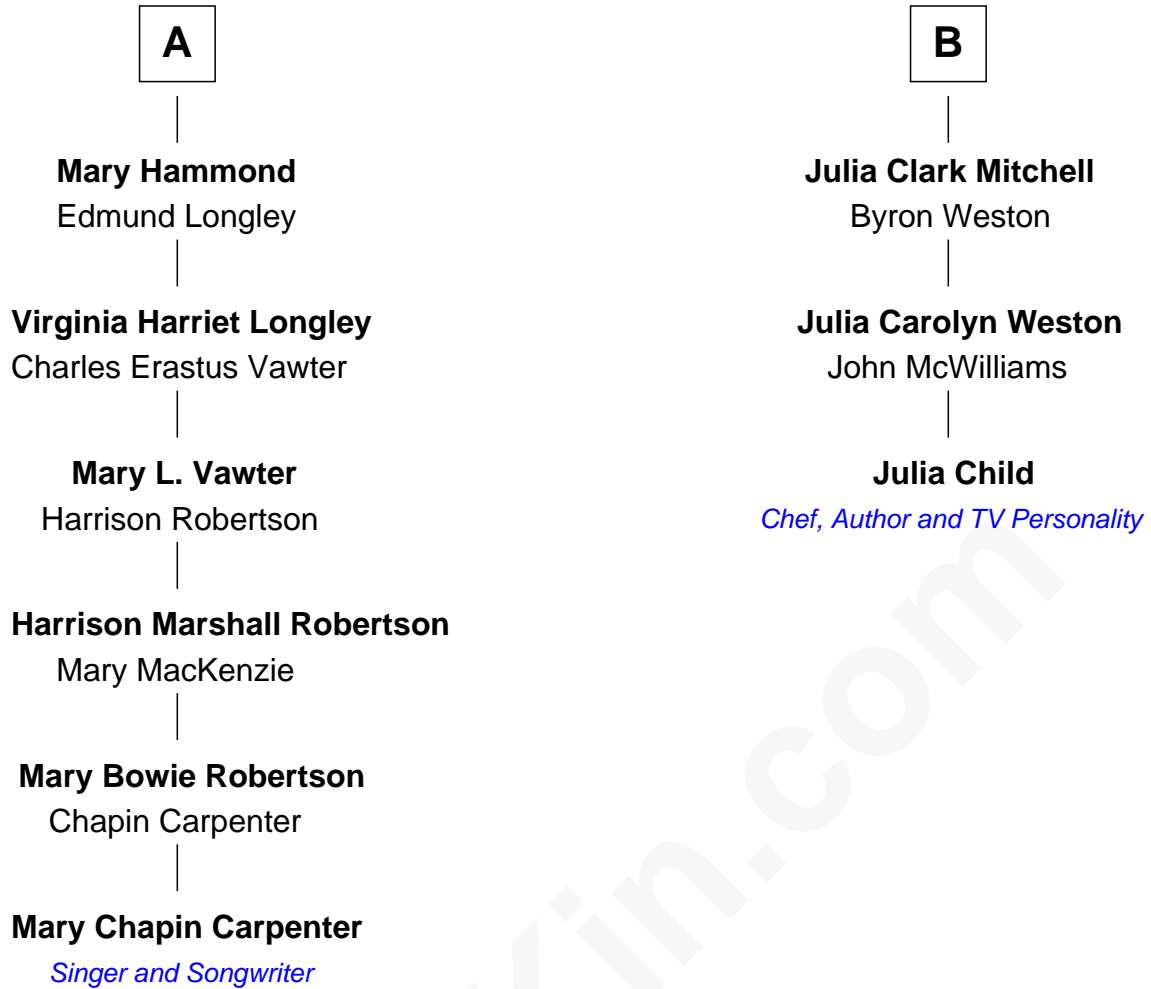 A
Mary Hammond
Edmund Longley
Virginia Harriet Longley
Charles Erastus Vawter
Mary L. Vawter
Harrison Robertson
Harrison Marshall Robertson
Mary MacKenzie
Mary Bowie Robertson
Chapin Carpenter
Mary Chapin Carpenter
Singer and Songwriter
B
Julia Clark Mitchell
Byron Weston
Julia Carolyn Weston
John McWilliams
Julia Child
Chef, Author and TV Personality
Kin.com